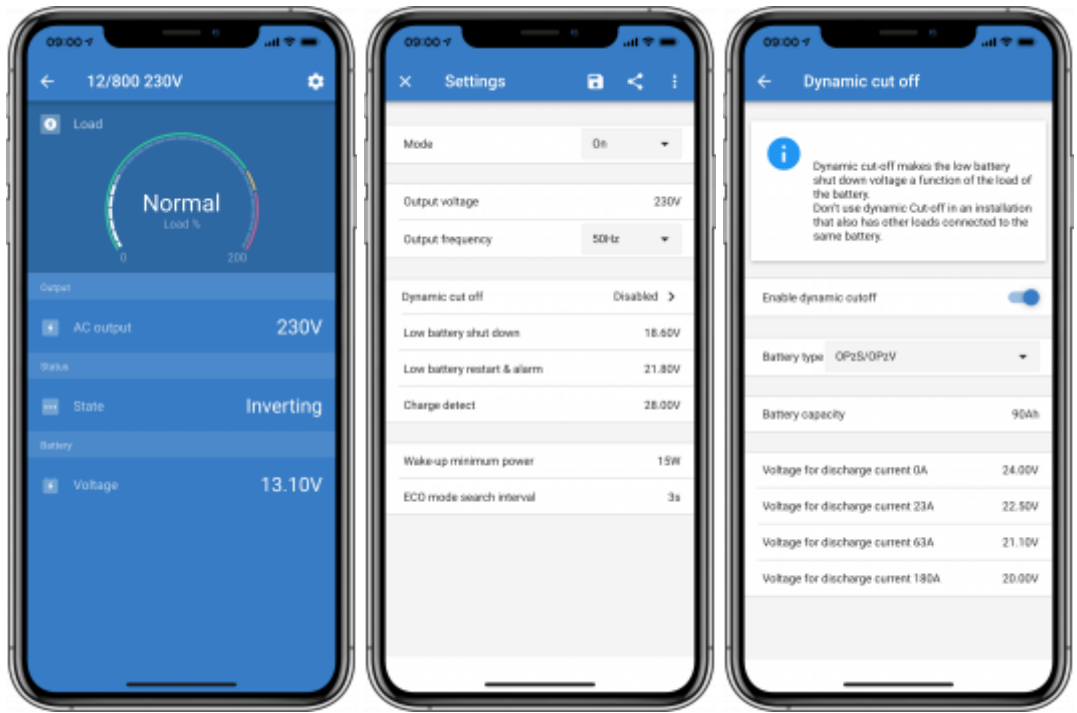 09:00
12/800 230V
Load
Normal
Load %
0
200
Output
AC output
230V
Status
State
Inverting
Battery
Voltage
13.10V
09:00
Settings
Mode
On
Output voltage
230V
Output frequency
50Hz
Dynamic cut off
Disabled
Low battery shut down
18.60V
Low battery restart & alarm
21.80V
Charge detect
28.00V
Wake-up minimum power
15W
ECO mode search interval
3s
09:00
Dynamic cut off
Dynamic cut-off makes the low battery
shut down voltage a function of the load of
the battery.
Don't use dynamic Cut-off in an installation
that also has other loads connected to the
same battery.
Enable dynamic cutoff
Battery type
OPzS/OPzV
Battery capacity
90Ah
Voltage for discharge current 0A
24.00V
Voltage for discharge current 23A
22.50V
Voltage for discharge current 63A
21.10V
Voltage for discharge current 180A
20.00V